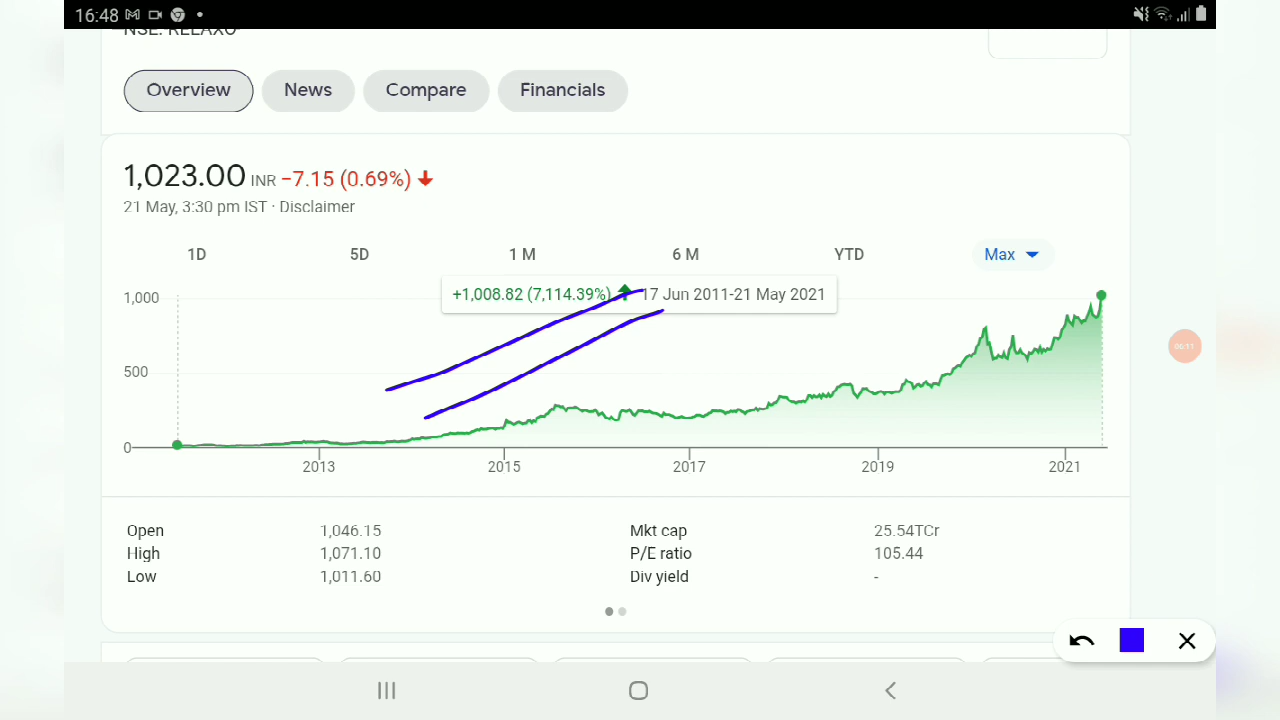 16:48
NSE: RELAXO
Overview News Compare Financials
1,023.00 INR −7.15 (0.69%)
21 May, 3:30 pm IST · Disclaimer
1D 5D 1 M 6 M YTD Max
+1,008.82 (7,114.39%) 17 Jun 2011-21 May 2021
1,000
500
0
2013 2015 2017 2019 2021
Open 1,046.15 Mkt cap 25.54TCr
High 1,071.10 P/E ratio 105.44
Low 1,011.60 Div yield -